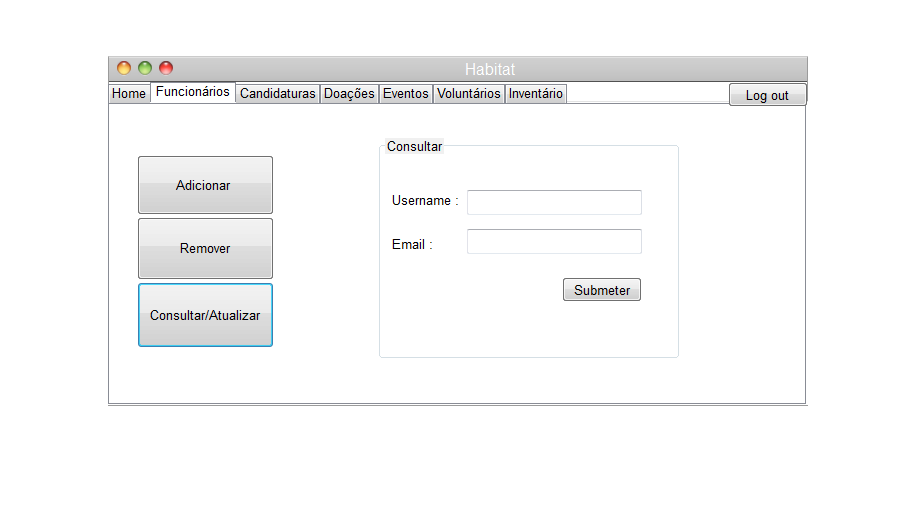 Habitat
Home Funcionários Candidaturas Doações Eventos Voluntários Inventário Log out
Consultar
Adicionar
Username :
Remover
Email :
Submeter
Consultar/Atualizar